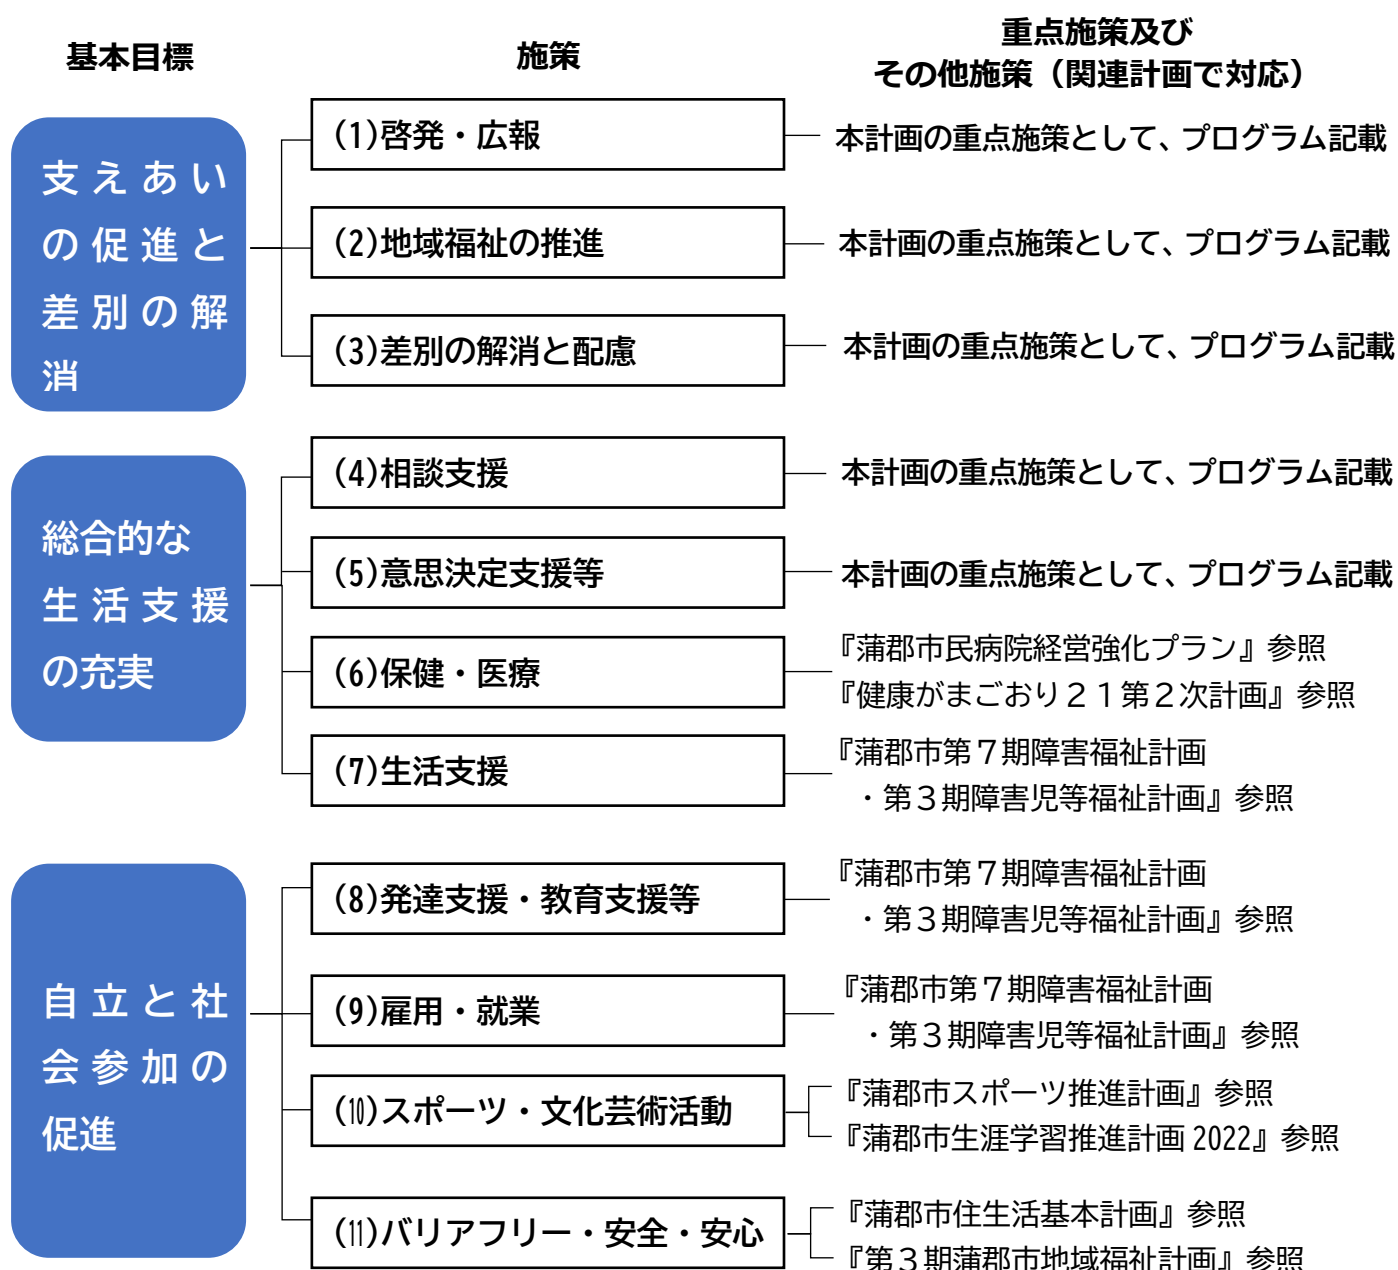 基本目標
施策
重点施策及び
その他施策（関連計画で対応）
支えあい
の促進と
差別の解
消
(1)啓発・広報
本計画の重点施策として、プログラム記載
(2)地域福祉の推進
本計画の重点施策として、プログラム記載
(3)差別の解消と配慮
本計画の重点施策として、プログラム記載
総合的な
生活支援
の充実
(4)相談支援
本計画の重点施策として、プログラム記載
(5)意思決定支援等
本計画の重点施策として、プログラム記載
(6)保健・医療
『蒲郡市民病院経営強化プラン』参照
『健康がまごおり２１第２次計画』参照
(7)生活支援
『蒲郡市第７期障害福祉計画
・第３期障害児等福祉計画』参照
自立と社
会参加の
促進
(8)発達支援・教育支援等
『蒲郡市第７期障害福祉計画
・第３期障害児等福祉計画』参照
(9)雇用・就業
『蒲郡市第７期障害福祉計画
・第３期障害児等福祉計画』参照
(10)スポーツ・文化芸術活動
『蒲郡市スポーツ推進計画』参照
『蒲郡市生涯学習推進計画 2022』参照
(11)バリアフリー・安全・安心
『蒲郡市住生活基本計画』参照
『第３期蒲郡市地域福祉計画』参照